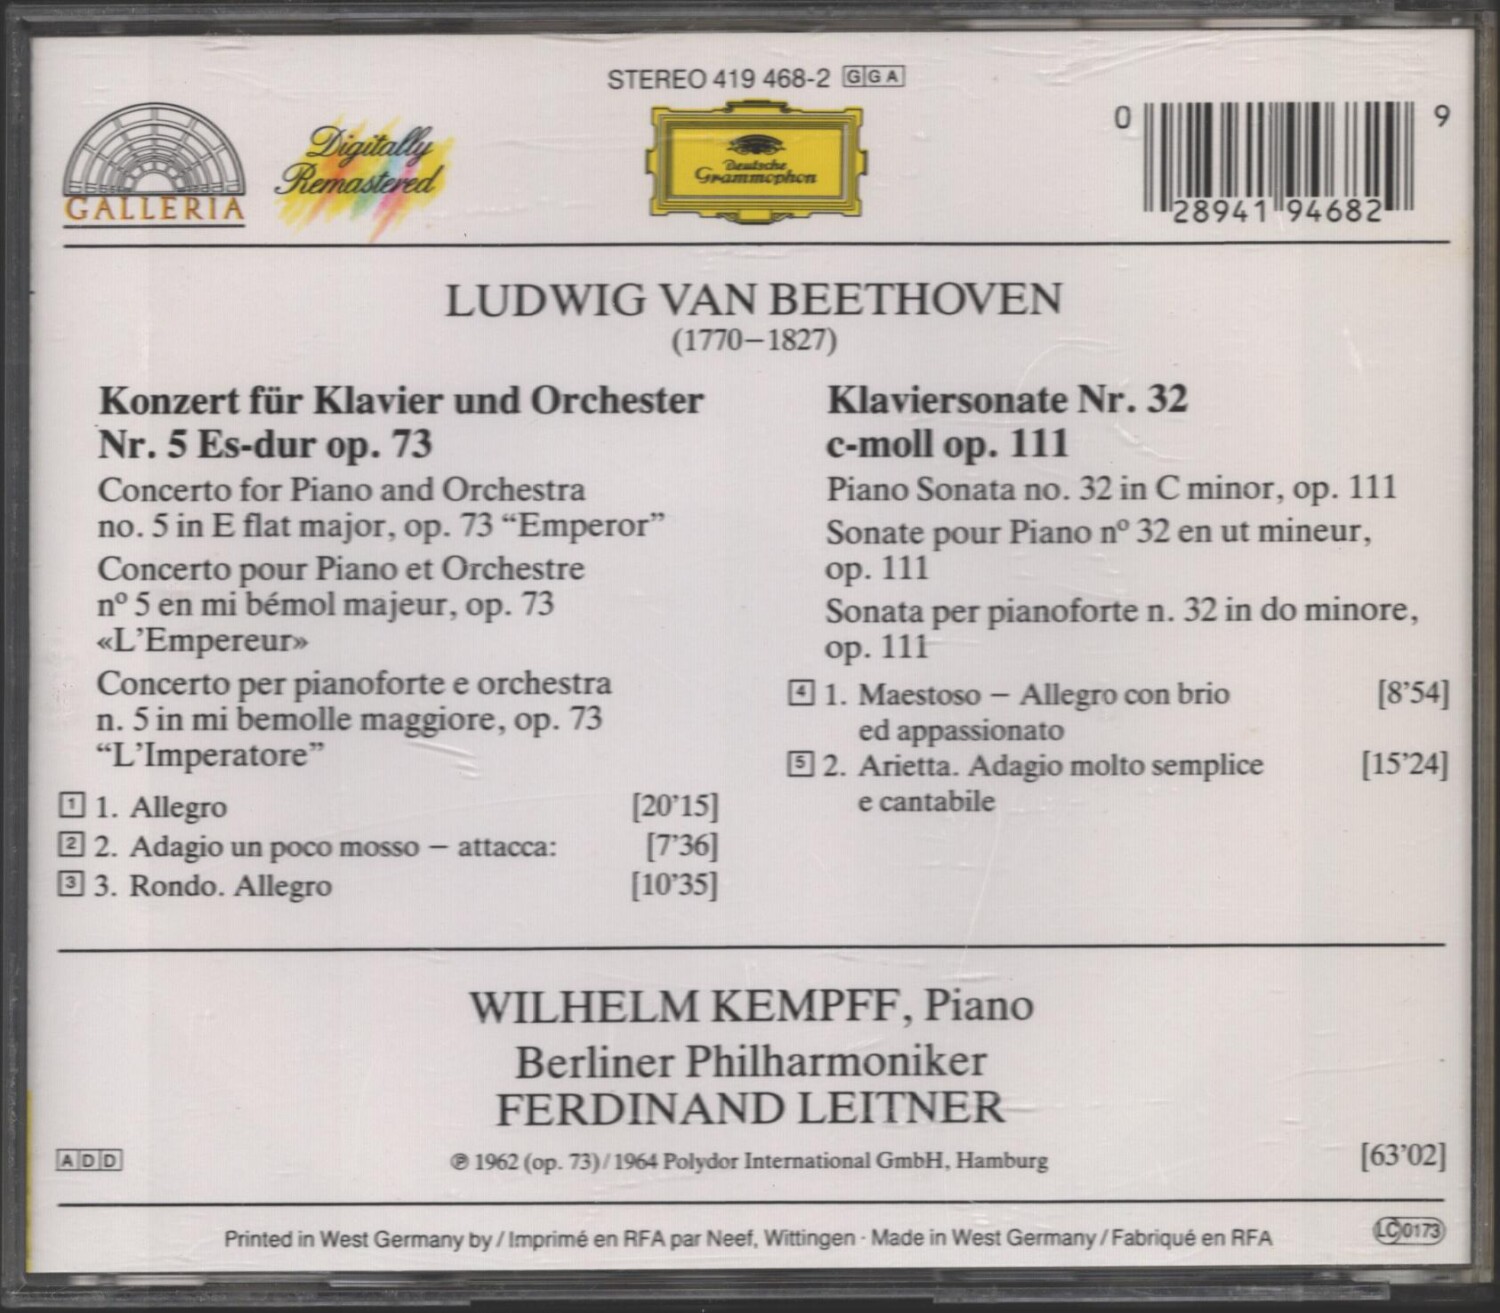 STEREO 419 468-2 GGA
GALLERIA
Digitally
Remastered
Deutsche
Grammophon
0 28941 94682 9
LUDWIG VAN BEETHOVEN
(1770–1827)
Konzert für Klavier und Orchester
Nr. 5 Es-dur op. 73
Concerto for Piano and Orchestra
no. 5 in E flat major, op. 73 “Emperor”
Concerto pour Piano et Orchestre
nº 5 en mi bémol majeur, op. 73
«L’Empereur»
Concerto per pianoforte e orchestra
n. 5 in mi bemolle maggiore, op. 73
“L’Imperatore”
1 1. Allegro [20’15]
2 2. Adagio un poco mosso – attacca: [7’36]
3 3. Rondo. Allegro [10’35]
Klaviersonate Nr. 32
c-moll op. 111
Piano Sonata no. 32 in C minor, op. 111
Sonate pour Piano nº 32 en ut mineur,
op. 111
Sonata per pianoforte n. 32 in do minore,
op. 111
4 1. Maestoso – Allegro con brio [8’54]
ed appassionato
5 2. Arietta. Adagio molto semplice [15’24]
e cantabile
WILHELM KEMPFF, Piano
Berliner Philharmoniker
FERDINAND LEITNER
ADD ℗ 1962 (op. 73)/1964 Polydor International GmbH, Hamburg [63’02]
Printed in West Germany by / Imprimé en RFA par Neef, Wittingen · Made in West Germany / Fabriqué en RFA LC 0173